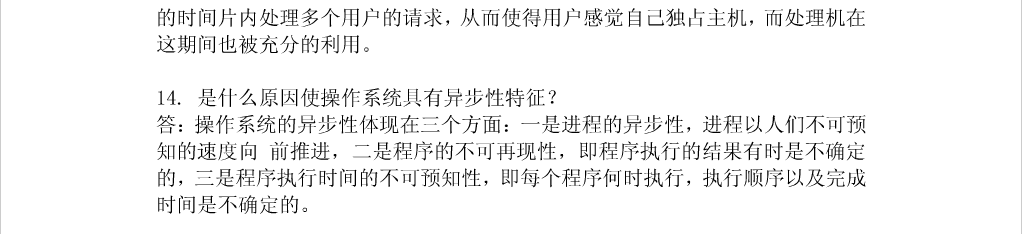 的时间片内处理多个用户的请求，从而使得用户感觉自己独占主机，而处理机在
这期间也被充分的利用。
14. 是什么原因使操作系统具有异步性特征？
答：操作系统的异步性体现在三个方面：一是进程的异步性，进程以人们不可预
知的速度向 前推进，二是程序的不可再现性，即程序执行的结果有时是不确定
的，三是程序执行时间的不可预知性，即每个程序何时执行，执行顺序以及完成
时间是不确定的。